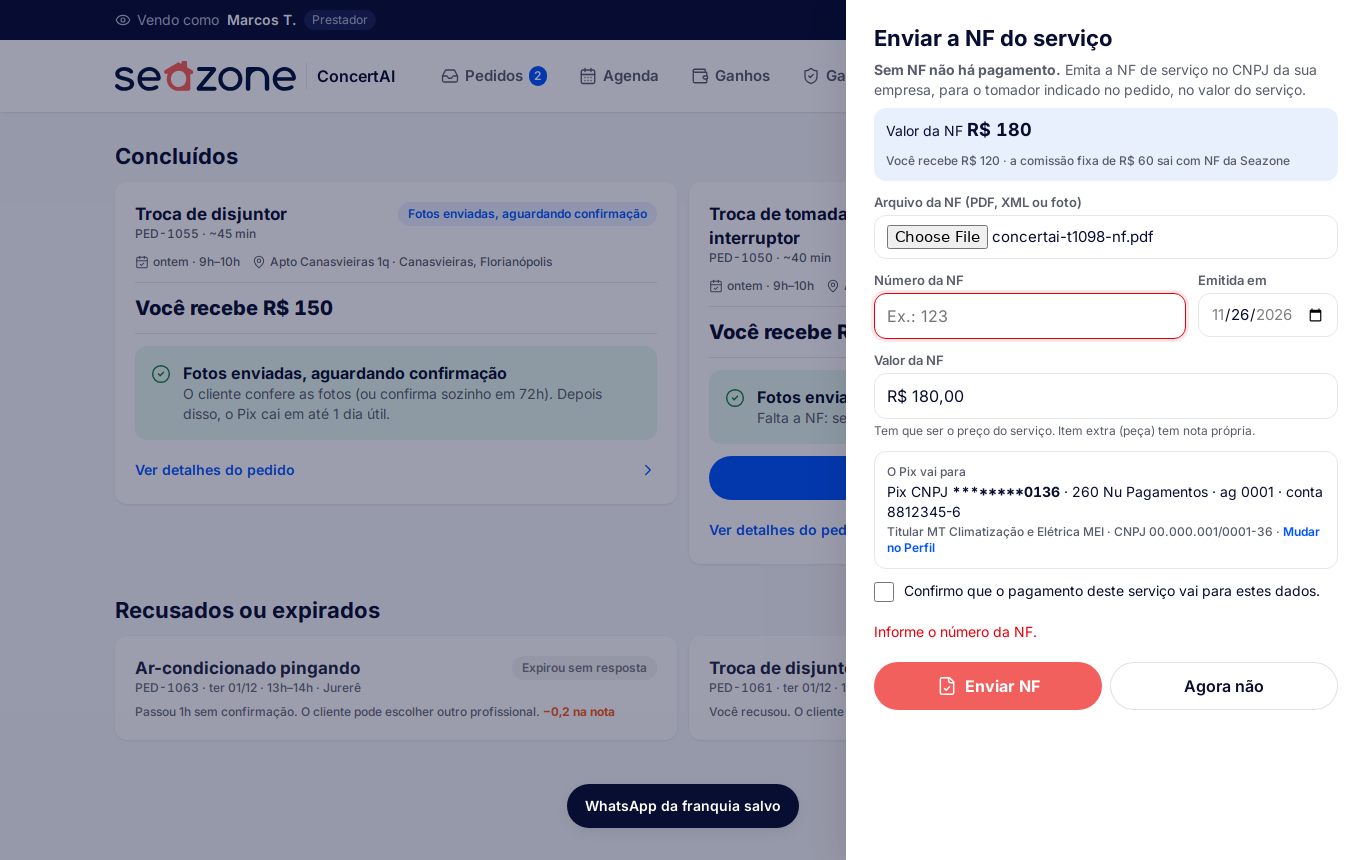 Vendo como Marcos T. Prestador
seazone ConcertAI Pedidos 2 Agenda Ganhos Ga
Concluídos
Troca de disjuntor Fotos enviadas, aguardando confirmação
PED-1055 · ~45 min
ontem · 9h–10h Apto Canasvieiras 1q · Canasvieiras, Florianópolis
Você recebe R$ 150
Fotos enviadas, aguardando confirmação
O cliente confere as fotos (ou confirma sozinho em 72h). Depois
disso, o Pix cai em até 1 dia útil.
Ver detalhes do pedido
Troca de tomada
interruptor
PED-1050 · ~40 min
ontem · 9h–10h
Você recebe R
Fotos envia
Falta a NF: se
Ver detalhes do ped
Recusados ou expirados
Ar-condicionado pingando Expirou sem resposta
PED-1063 · ter 01/12 · 13h–14h · Jurerê
Passou 1h sem confirmação. O cliente pode escolher outro profissional. −0,2 na nota
Troca de disjunt
PED-1061 · ter 01/12 · 1
Você recusou. O cliente
WhatsApp da franquia salvo
Enviar a NF do serviço
Sem NF não há pagamento. Emita a NF de serviço no CNPJ da sua
empresa, para o tomador indicado no pedido, no valor do serviço.
Valor da NF R$ 180
Você recebe R$ 120 · a comissão fixa de R$ 60 sai com NF da Seazone
Arquivo da NF (PDF, XML ou foto)
Choose File concertai-t1098-nf.pdf
Número da NF Emitida em
Ex.: 123 11/26/2026
Valor da NF
R$ 180,00
Tem que ser o preço do serviço. Item extra (peça) tem nota própria.
O Pix vai para
Pix CNPJ ********0136 · 260 Nu Pagamentos · ag 0001 · conta
8812345-6
Titular MT Climatização e Elétrica MEI · CNPJ 00.000.001/0001-36 · Mudar
no Perfil
Confirmo que o pagamento deste serviço vai para estes dados.
Informe o número da NF.
Enviar NF Agora não